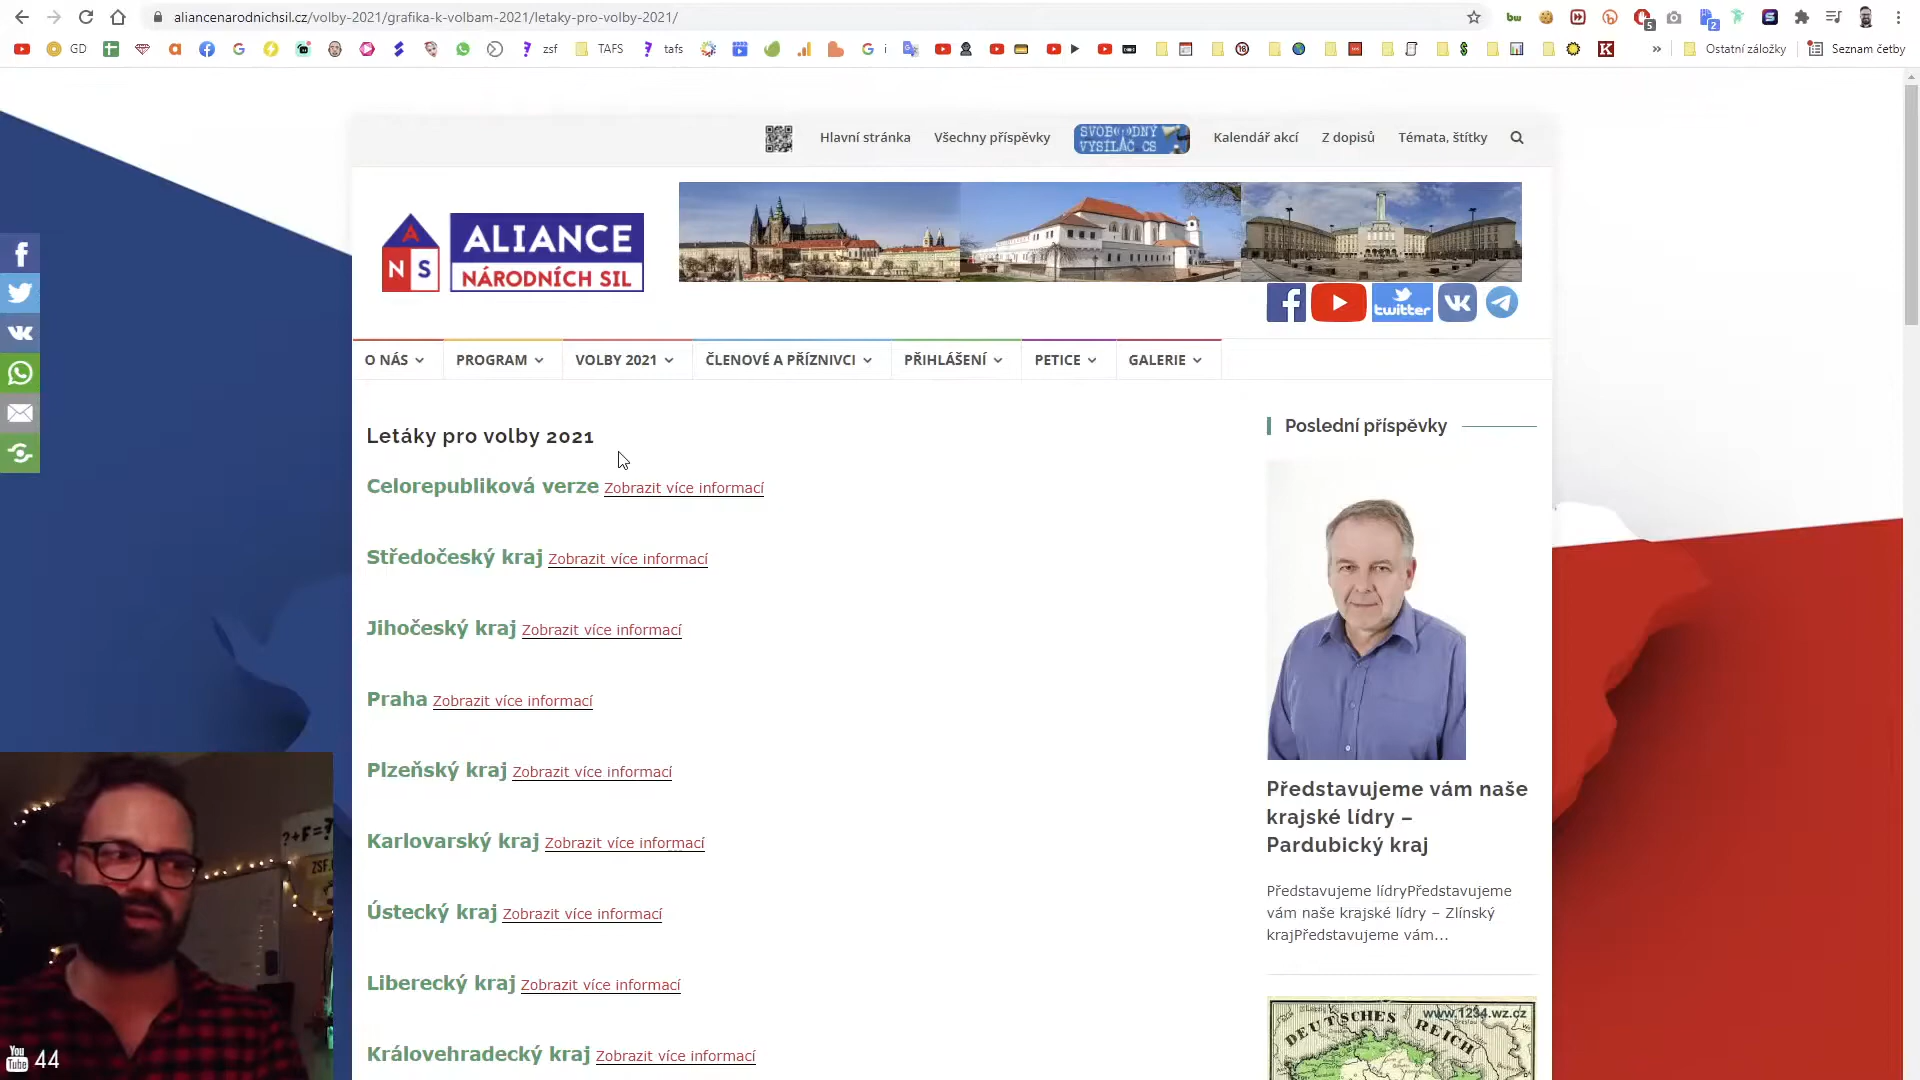 aliancenarodnichsil.cz/volby-2021/grafika-k-volbam-2021/letaky-pro-volby-2021/
GD
zsf
TAFS
tafs
Ostatní záložky
Seznam četby
Hlavní stránka
Všechny příspěvky
SVOBODNÝ
VYSÍLAČ CS
Kalendář akcí
Z dopisů
Témata, štítky
A
N S
ALIANCE
NÁRODNÍCH SIL
twitter
O NÁS
PROGRAM
VOLBY 2021
ČLENOVÉ A PŘÍZNIVCI
PŘIHLÁŠENÍ
PETICE
GALERIE
Letáky pro volby 2021
Celorepubliková verze Zobrazit více informací
Středočeský kraj Zobrazit více informací
Jihočeský kraj Zobrazit více informací
Praha Zobrazit více informací
Plzeňský kraj Zobrazit více informací
Karlovarský kraj Zobrazit více informací
Ústecký kraj Zobrazit více informací
Liberecký kraj Zobrazit více informací
Královehradecký kraj Zobrazit více informací
Poslední příspěvky
Představujeme vám naše
krajské lídry –
Pardubický kraj
Představujeme lídryPředstavujeme
vám naše krajské lídry – Zlínský
krajPředstavujeme vám...
www.1234.wz.cz
DEUTSCHES REICH
?+F=?
You
Tube 44